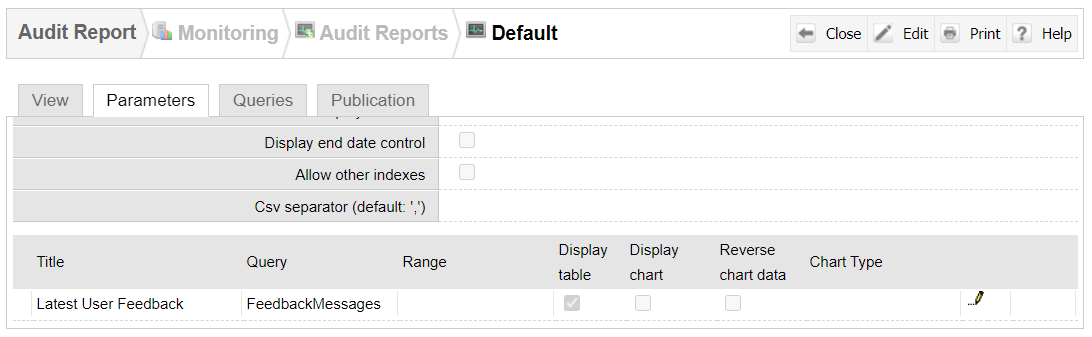 Audit Report Monitoring Audit Reports Default Close Edit Print Help
View Parameters Queries Publication
Display end date control
Allow other indexes
Csv separator (default: ',')
Title Query Range Display table Display chart Reverse chart data Chart Type
Latest User Feedback FeedbackMessages